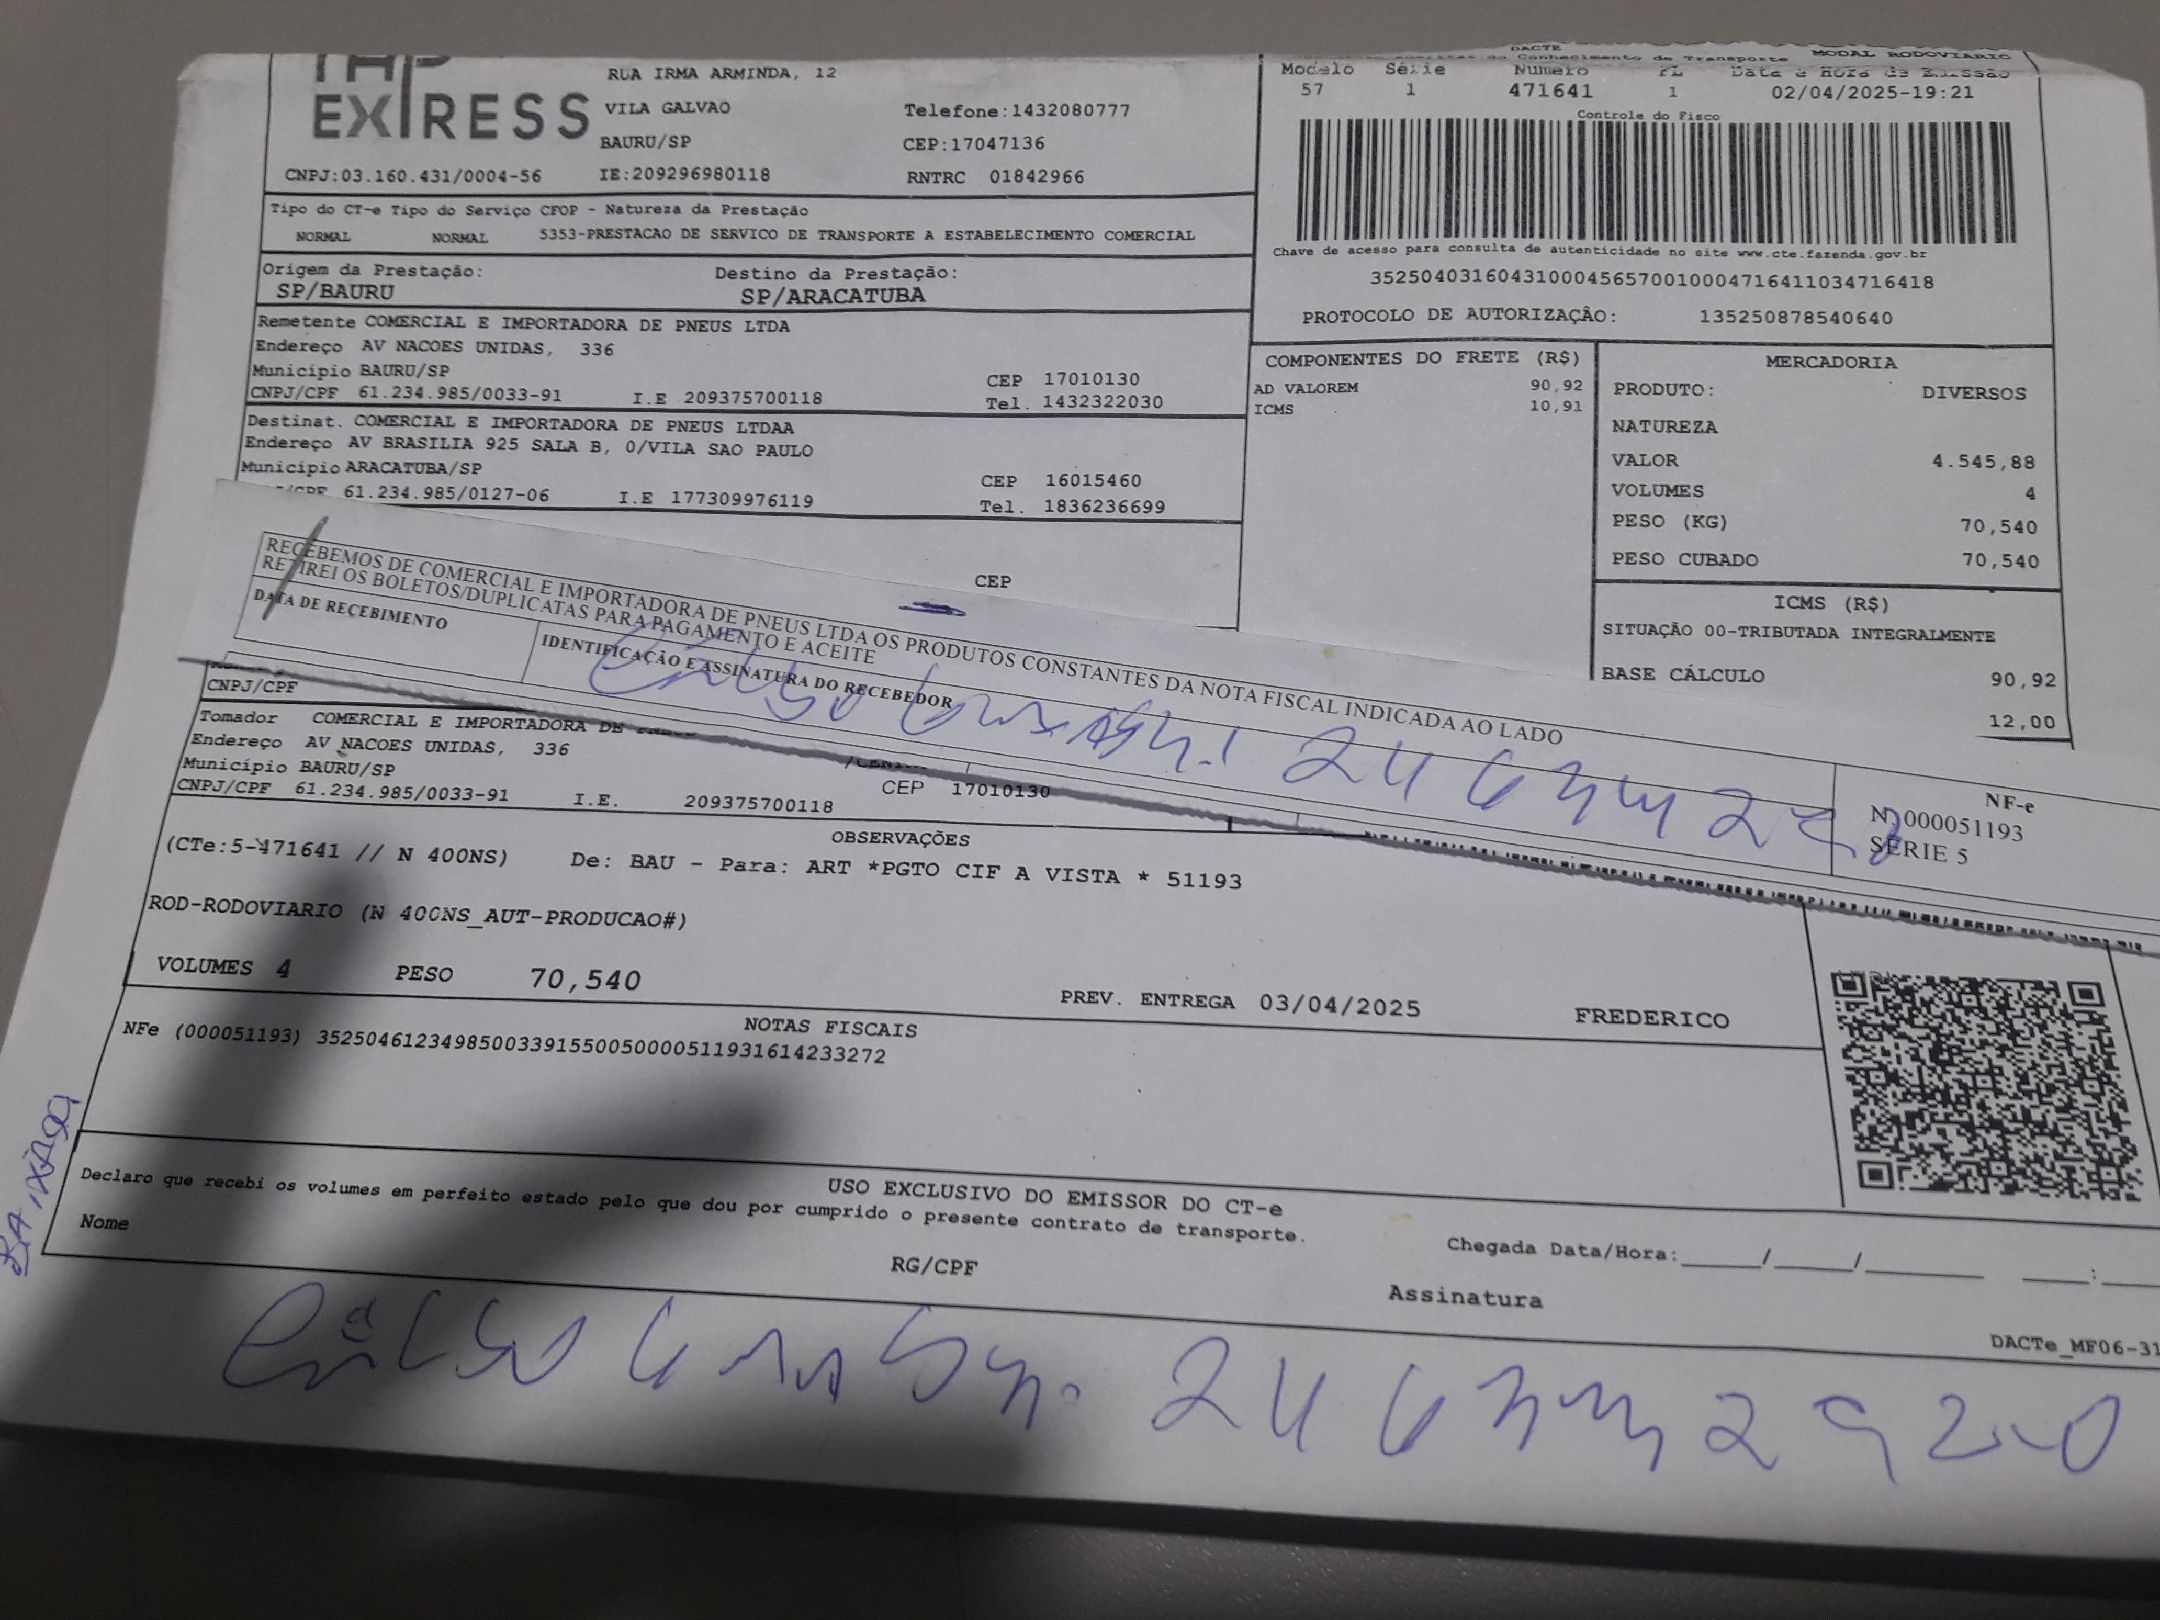 EXPRESS
RUA IRMA ARMINDA, 12
VILA GALVAO
Telefone:1432080777
BAURU/SP
CEP:17047136
CNPJ:03.160.431/0004-56
IE:209296980118
RNTRC 01842966
DACTE
MODAL RODOVIARIO
Conhecimento de Transporte
Modelo Série Numero FL Data e Hora de Emissão
57 1 471641 1 02/04/2025-19:21
Controle do Fisco
Chave de acesso para consulta de autenticidade no site www.cte.fazenda.gov.br
35250403160431000456570010004716411034716418
PROTOCOLO DE AUTORIZAÇÂO: 135250878540640
Tipo do CT-e Tipo do Serviço CFOP - Natureza da Prestação
NORMAL NORMAL 5353-PRESTACAO DE SERVICO DE TRANSPORTE A ESTABELECIMENTO COMERCIAL
Origem da Prestação: Destino da Prestação:
SP/BAURU SP/ARACATUBA
Remetente COMERCIAL E IMPORTADORA DE PNEUS LTDA
Endereço AV NACOES UNIDAS, 336
Município BAURU/SP CEP 17010130
CNPJ/CPF 61.234.985/0033-91 I.E 209375700118 Tel. 1432322030
Destinat. COMERCIAL E IMPORTADORA DE PNEUS LTDAA
Endereço AV BRASILIA 925 SALA B, 0/VILA SAO PAULO
Município ARACATUBA/SP CEP 16015460
/CPF 61.234.985/0127-06 I.E 177309976119 Tel. 1836236699
CEP
COMPONENTES DO FRETE (R$)
AD VALOREM 90,92
ICMS 10,91
MERCADORIA
PRODUTO: DIVERSOS
NATUREZA
VALOR 4.545,88
VOLUMES 4
PESO (KG) 70,540
PESO CUBADO 70,540
ICMS (R$)
SITUAÇÃO 00-TRIBUTADA INTEGRALMENTE
BASE CÁLCULO 90,92
12,00
RECEBEMOS DE COMERCIAL E IMPORTADORA DE PNEUS LTDA OS PRODUTOS CONSTANTES DA NOTA FISCAL INDICADA AO LADO
RETIREI OS BOLETOS/DUPLICATAS PARA PAGAMENTO E ACEITE
DATA DE RECEBIMENTO
IDENTIFICAÇÃO E ASSINATURA DO RECEBEDOR
NF-e
N 000051193
SERIE 5
CNPJ/CPF
Tomador COMERCIAL E IMPORTADORA DE
Endereço AV NACOES UNIDAS, 336
Município BAURU/SP CEP 17010130
CNPJ/CPF 61.234.985/0033-91 I.E. 209375700118
OBSERVAÇÕES
(CTe:5-471641 // N 400NS) De: BAU - Para: ART *PGTO CIF A VISTA * 51193
ROD-RODOVIARIO (N 400NS_AUT-PRODUCAO#)
VOLUMES 4 PESO 70,540
PREV. ENTREGA 03/04/2025 FREDERICO
NOTAS FISCAIS
NFe (000051193) 35250461234985003391550050000511931614233272
USO EXCLUSIVO DO EMISSOR DO CT-e
Declaro que recebi os volumes em perfeito estado pelo que dou por cumprido o presente contrato de transporte.
Nome
RG/CPF
Chegada Data/Hora:_____/_____/________ ____:
Assinatura
DACTe_MF06-31